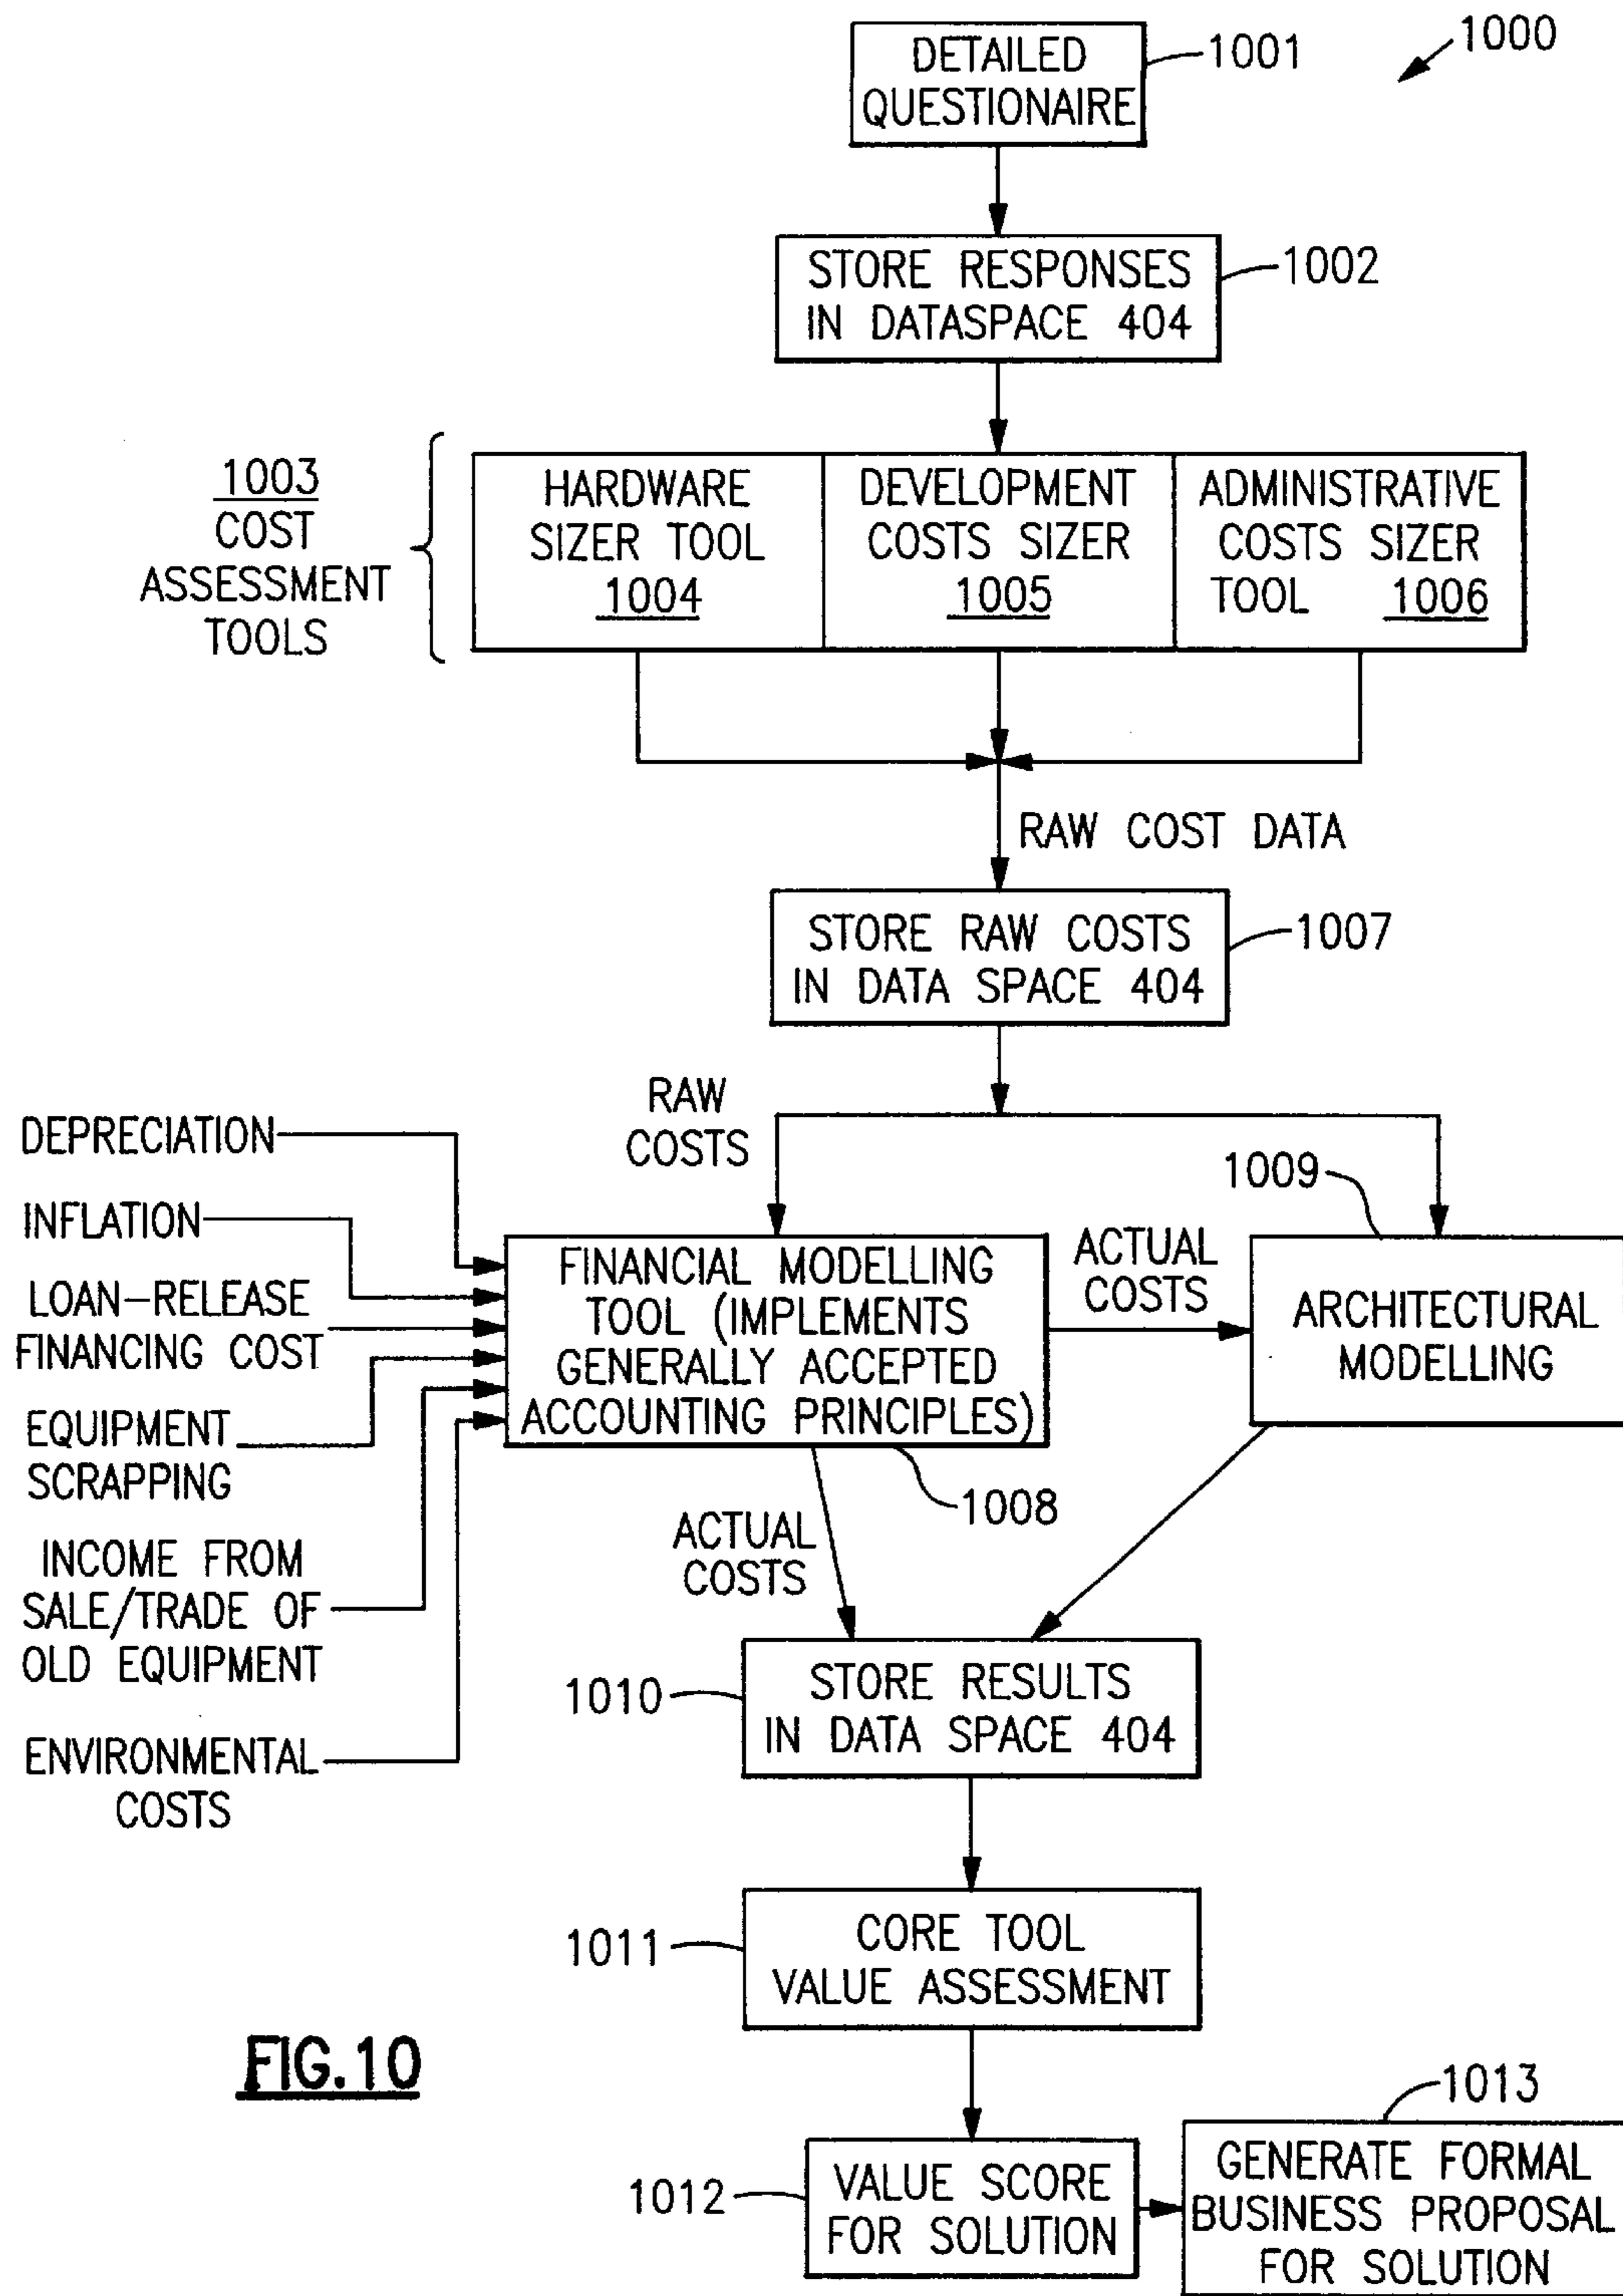 1000
DETAILED
QUESTIONAIRE
1001
STORE RESPONSES
IN DATASPACE 404
1002
1003
COST
ASSESSMENT
TOOLS
HARDWARE
SIZER TOOL
1004
DEVELOPMENT
COSTS SIZER
1005
ADMINISTRATIVE
COSTS SIZER
TOOL 1006
RAW COST DATA
STORE RAW COSTS
IN DATA SPACE 404
1007
RAW
COSTS
DEPRECIATION
INFLATION
LOAN-RELEASE
FINANCING COST
EQUIPMENT
SCRAPPING
INCOME FROM
SALE/TRADE OF
OLD EQUIPMENT
ENVIRONMENTAL
COSTS
FINANCIAL MODELLING
TOOL (IMPLEMENTS
GENERALLY ACCEPTED
ACCOUNTING PRINCIPLES)
1008
ACTUAL
COSTS
1009
ARCHITECTURAL
MODELLING
ACTUAL
COSTS
1010
STORE RESULTS
IN DATA SPACE 404
1011
CORE TOOL
VALUE ASSESSMENT
1012
VALUE SCORE
FOR SOLUTION
1013
GENERATE FORMAL
BUSINESS PROPOSAL
FOR SOLUTION
FIG.10